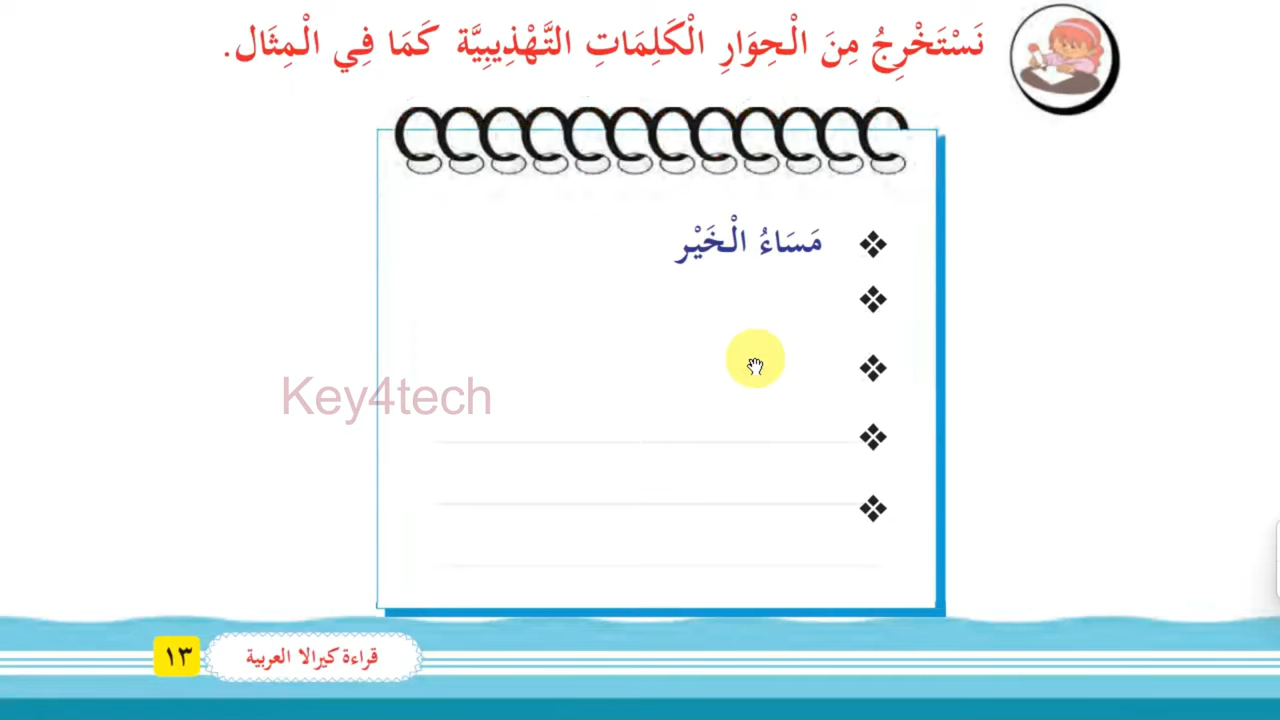 نَسْتَخْرِجُ مِنَ الْحِوَارِ الْكَلِمَاتِ التَّهْذِيبِيَّة كَمَا فِي الْمِثَال.
مَسَاءُ الْخَيْر
Key4tech
قراءة كيرالا العربية
١٣